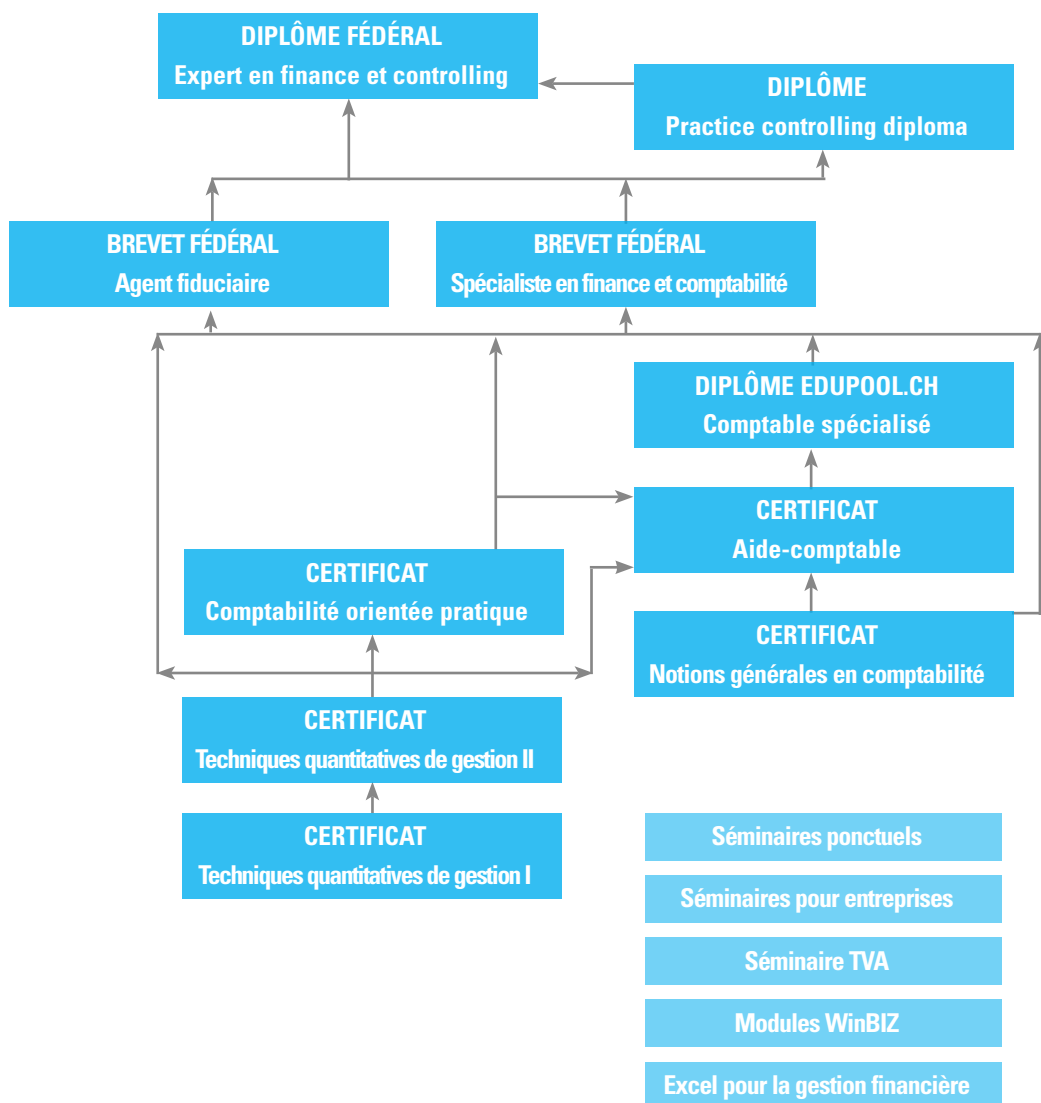 DIPLÔME FÉDÉRAL
Expert en finance et controlling
DIPLÔME
Practice controlling diploma
BREVET FÉDÉRAL
Agent fiduciaire
BREVET FÉDÉRAL
Spécialiste en finance et comptabilité
DIPLÔME EDUPOOL.CH
Comptable spécialisé
CERTIFICAT
Aide-comptable
CERTIFICAT
Comptabilité orientée pratique
CERTIFICAT
Notions générales en comptabilité
CERTIFICAT
Techniques quantitatives de gestion II
CERTIFICAT
Techniques quantitatives de gestion I
Séminaires ponctuels
Séminaires pour entreprises
Séminaire TVA
Modules WinBIZ
Excel pour la gestion financière